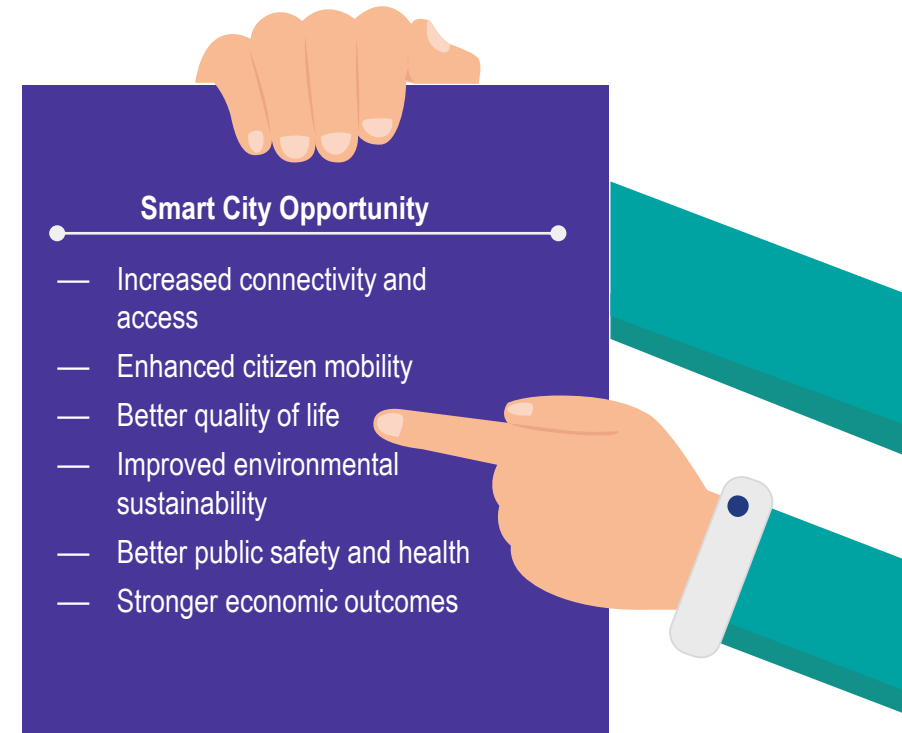 Smart City Opportunity
— Increased connectivity and
access
— Enhanced citizen mobility
— Better quality of life
— Improved environmental
sustainability
— Better public safety and health
— Stronger economic outcomes